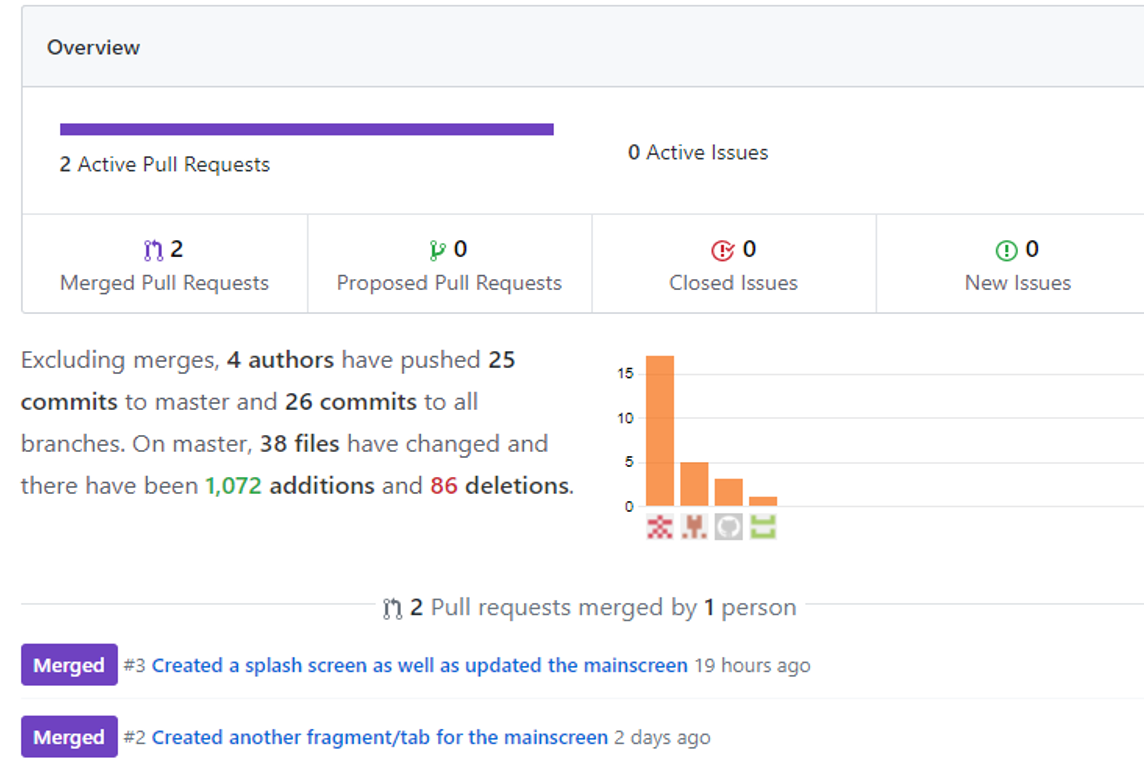 Overview
2 Active Pull Requests
0 Active Issues
2
Merged Pull Requests
0
Proposed Pull Requests
0
Closed Issues
0
New Issues
Excluding merges, 4 authors have pushed 25
commits to master and 26 commits to all
branches. On master, 38 files have changed and
there have been 1,072 additions and 86 deletions.
15
10
5
0
2 Pull requests merged by 1 person
Merged #3 Created a splash screen as well as updated the mainscreen 19 hours ago
Merged #2 Created another fragment/tab for the mainscreen 2 days ago